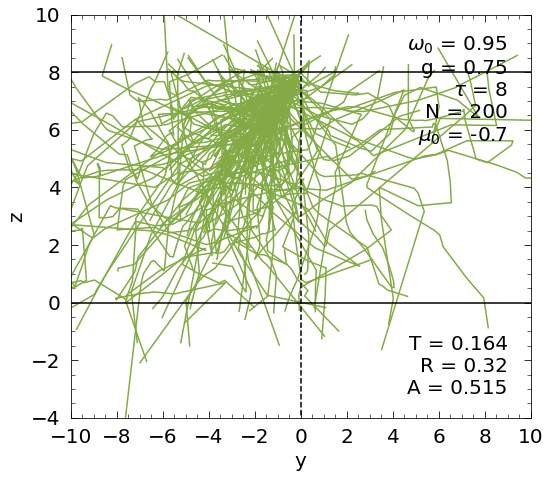 10
8
6
4
2
0
−2
−4
z
ω₀ = 0.95
g = 0.75
τ = 8
N = 200
μ₀ = -0.7
T = 0.164
R = 0.32
A = 0.515
−10 −8 −6 −4 −2 0 2 4 6 8 10
y